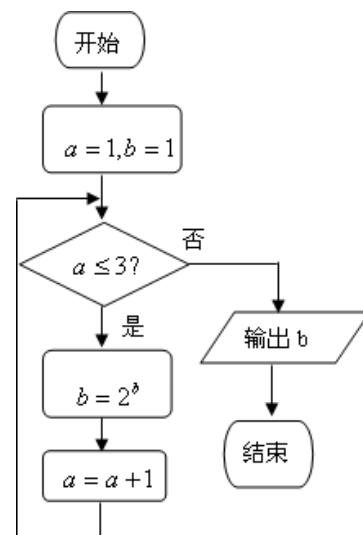 开始
a = 1, b = 1
a ≤ 3?
否
是
输出 b
b = 2^b
结束
a = a + 1